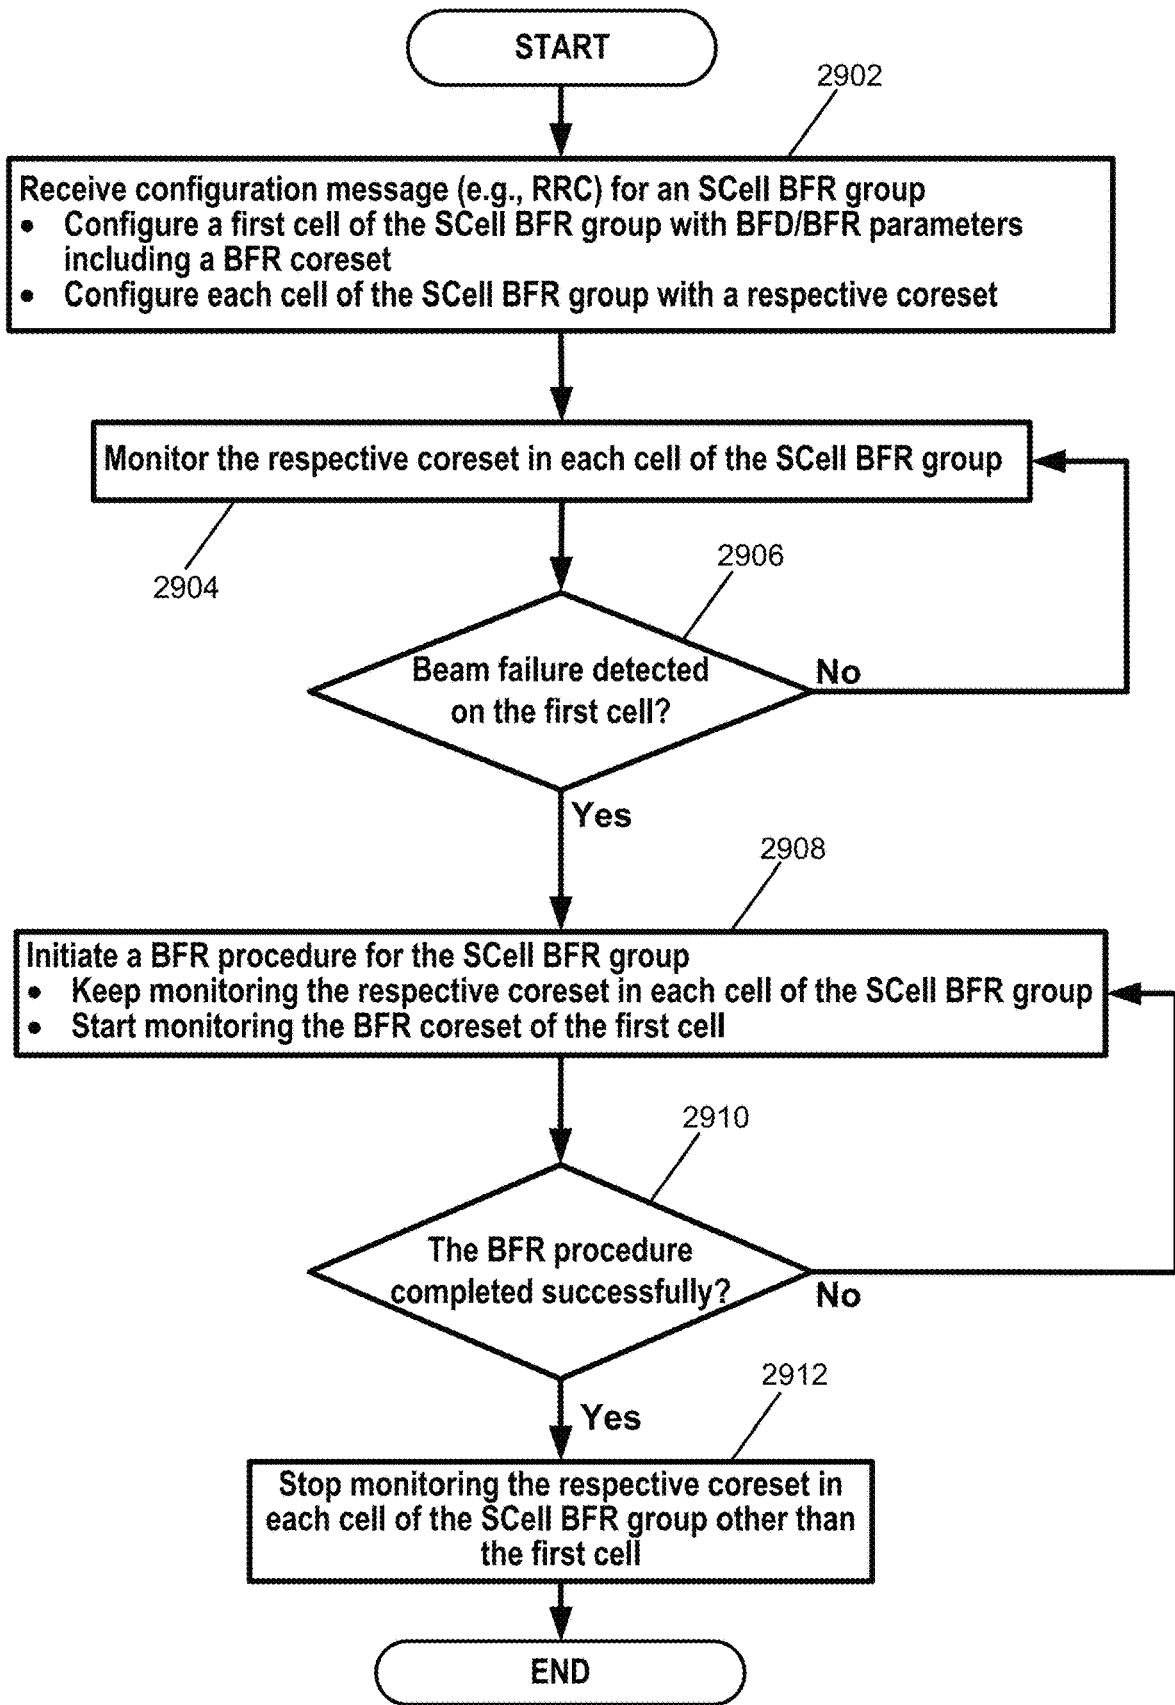 START
2902
Receive configuration message (e.g., RRC) for an SCell BFR group
• Configure a first cell of the SCell BFR group with BFD/BFR parameters
including a BFR coreset
• Configure each cell of the SCell BFR group with a respective coreset
Monitor the respective coreset in each cell of the SCell BFR group
2904
2906
Beam failure detected
on the first cell?
No
Yes
2908
Initiate a BFR procedure for the SCell BFR group
• Keep monitoring the respective coreset in each cell of the SCell BFR group
• Start monitoring the BFR coreset of the first cell
2910
The BFR procedure
completed successfully?
No
Yes
2912
Stop monitoring the respective coreset in
each cell of the SCell BFR group other than
the first cell
END